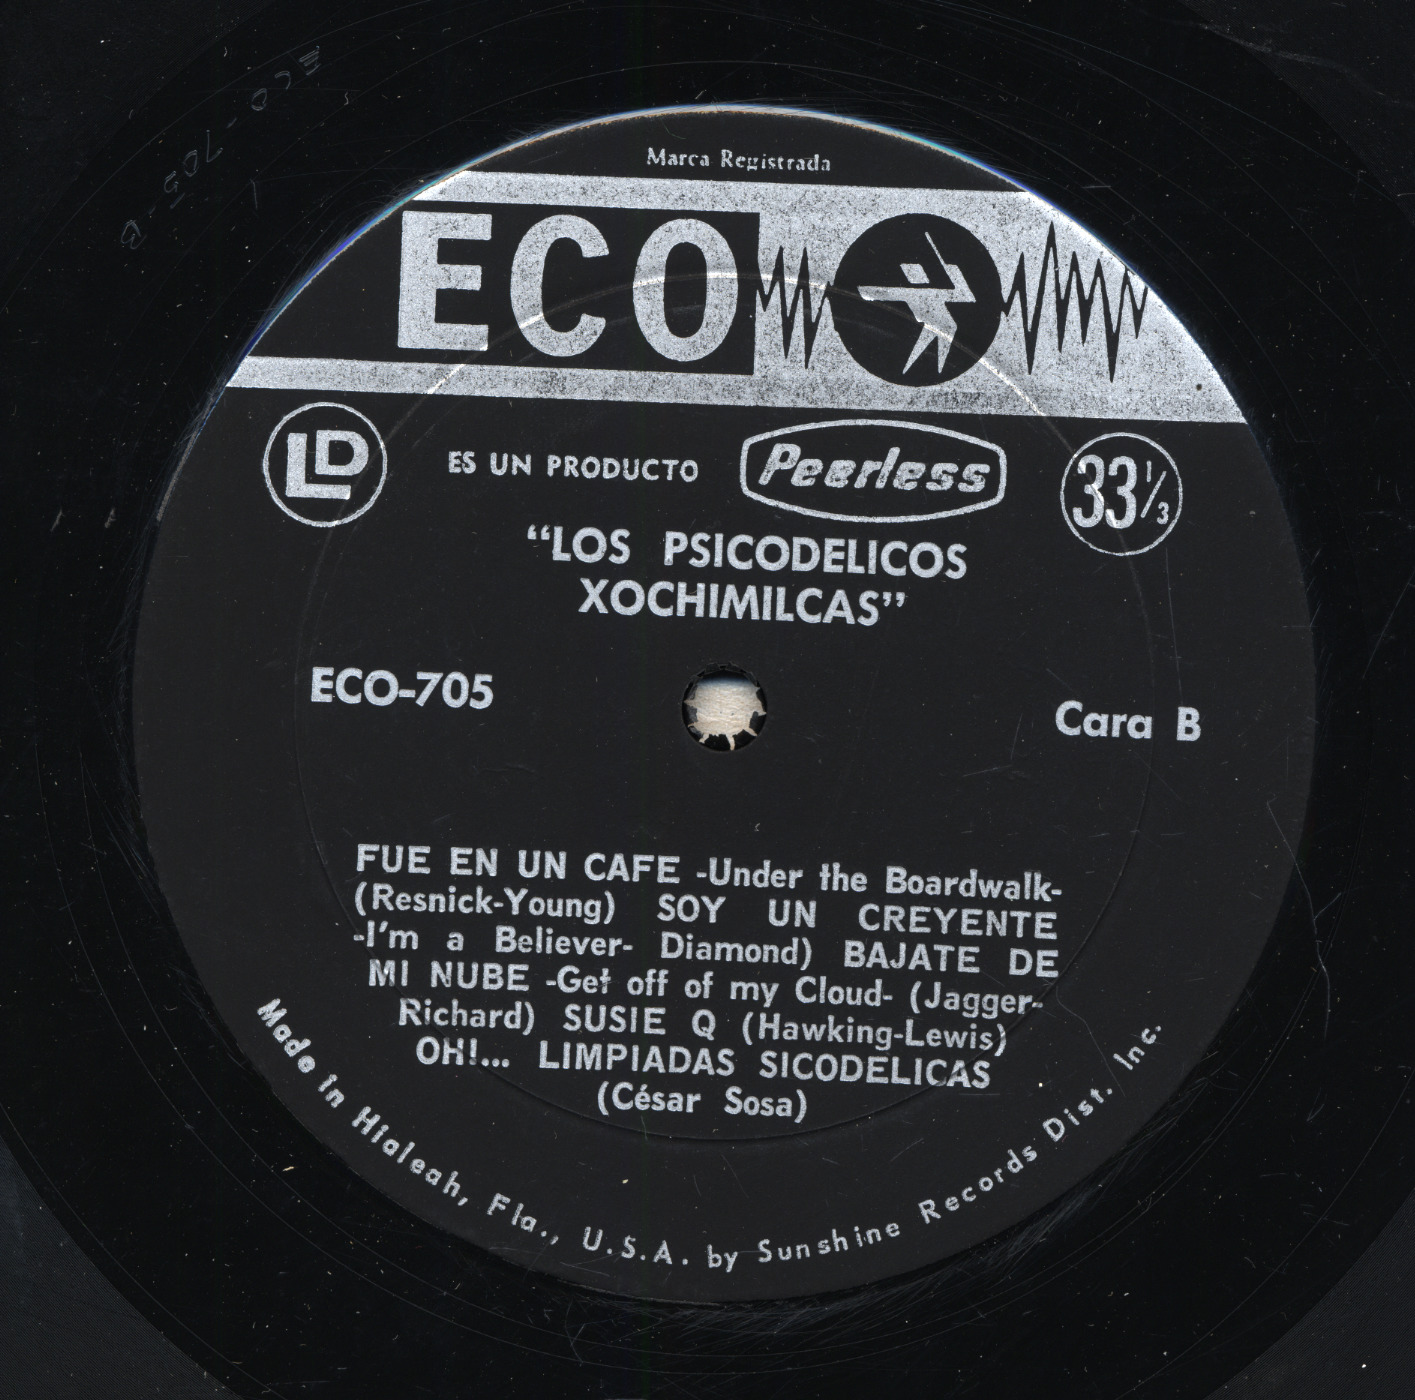 ECO-705-B
Marca Registrada
ECO
LD
ES UN PRODUCTO
Peerless
33 1/3
“LOS PSICODELICOS
XOCHIMILCAS”
ECO-705
Cara B
FUE EN UN CAFE -Under the Boardwalk-
(Resnick-Young) SOY UN CREYENTE
-I'm a Believer- Diamond) BAJATE DE
MI NUBE -Get off of my Cloud- (Jagger-
Richard) SUSIE Q (Hawking-Lewis)
OH!... LIMPIADAS SICODELICAS
(César Sosa)
Made in Hialeah, Fla., U.S.A. by Sunshine Records Dist. Inc.